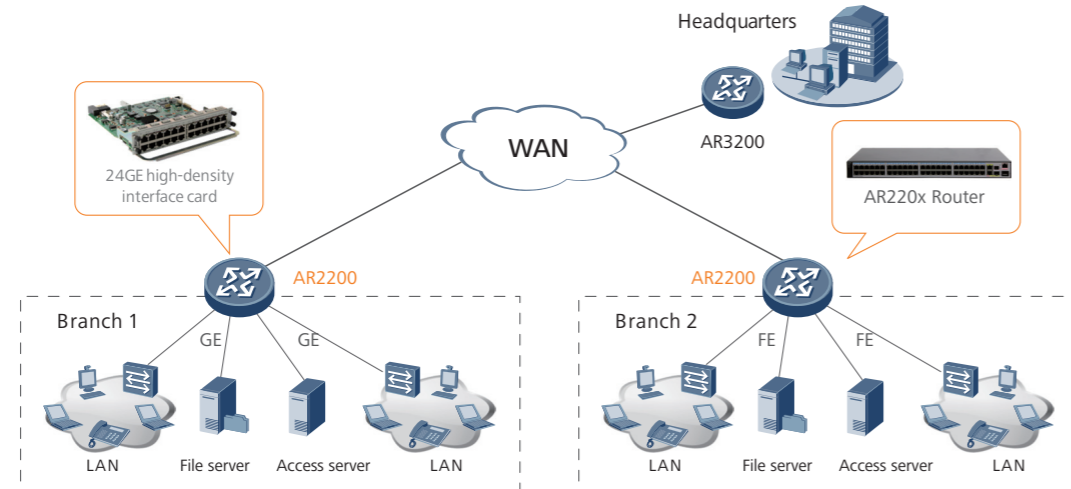 Headquarters
AR3200
WAN
24GE high-density
interface card
AR220x Router
AR2200
AR2200
Branch 1
GE
GE
LAN
File server
Access server
LAN
Branch 2
FE
FE
LAN
File server
Access server
LAN